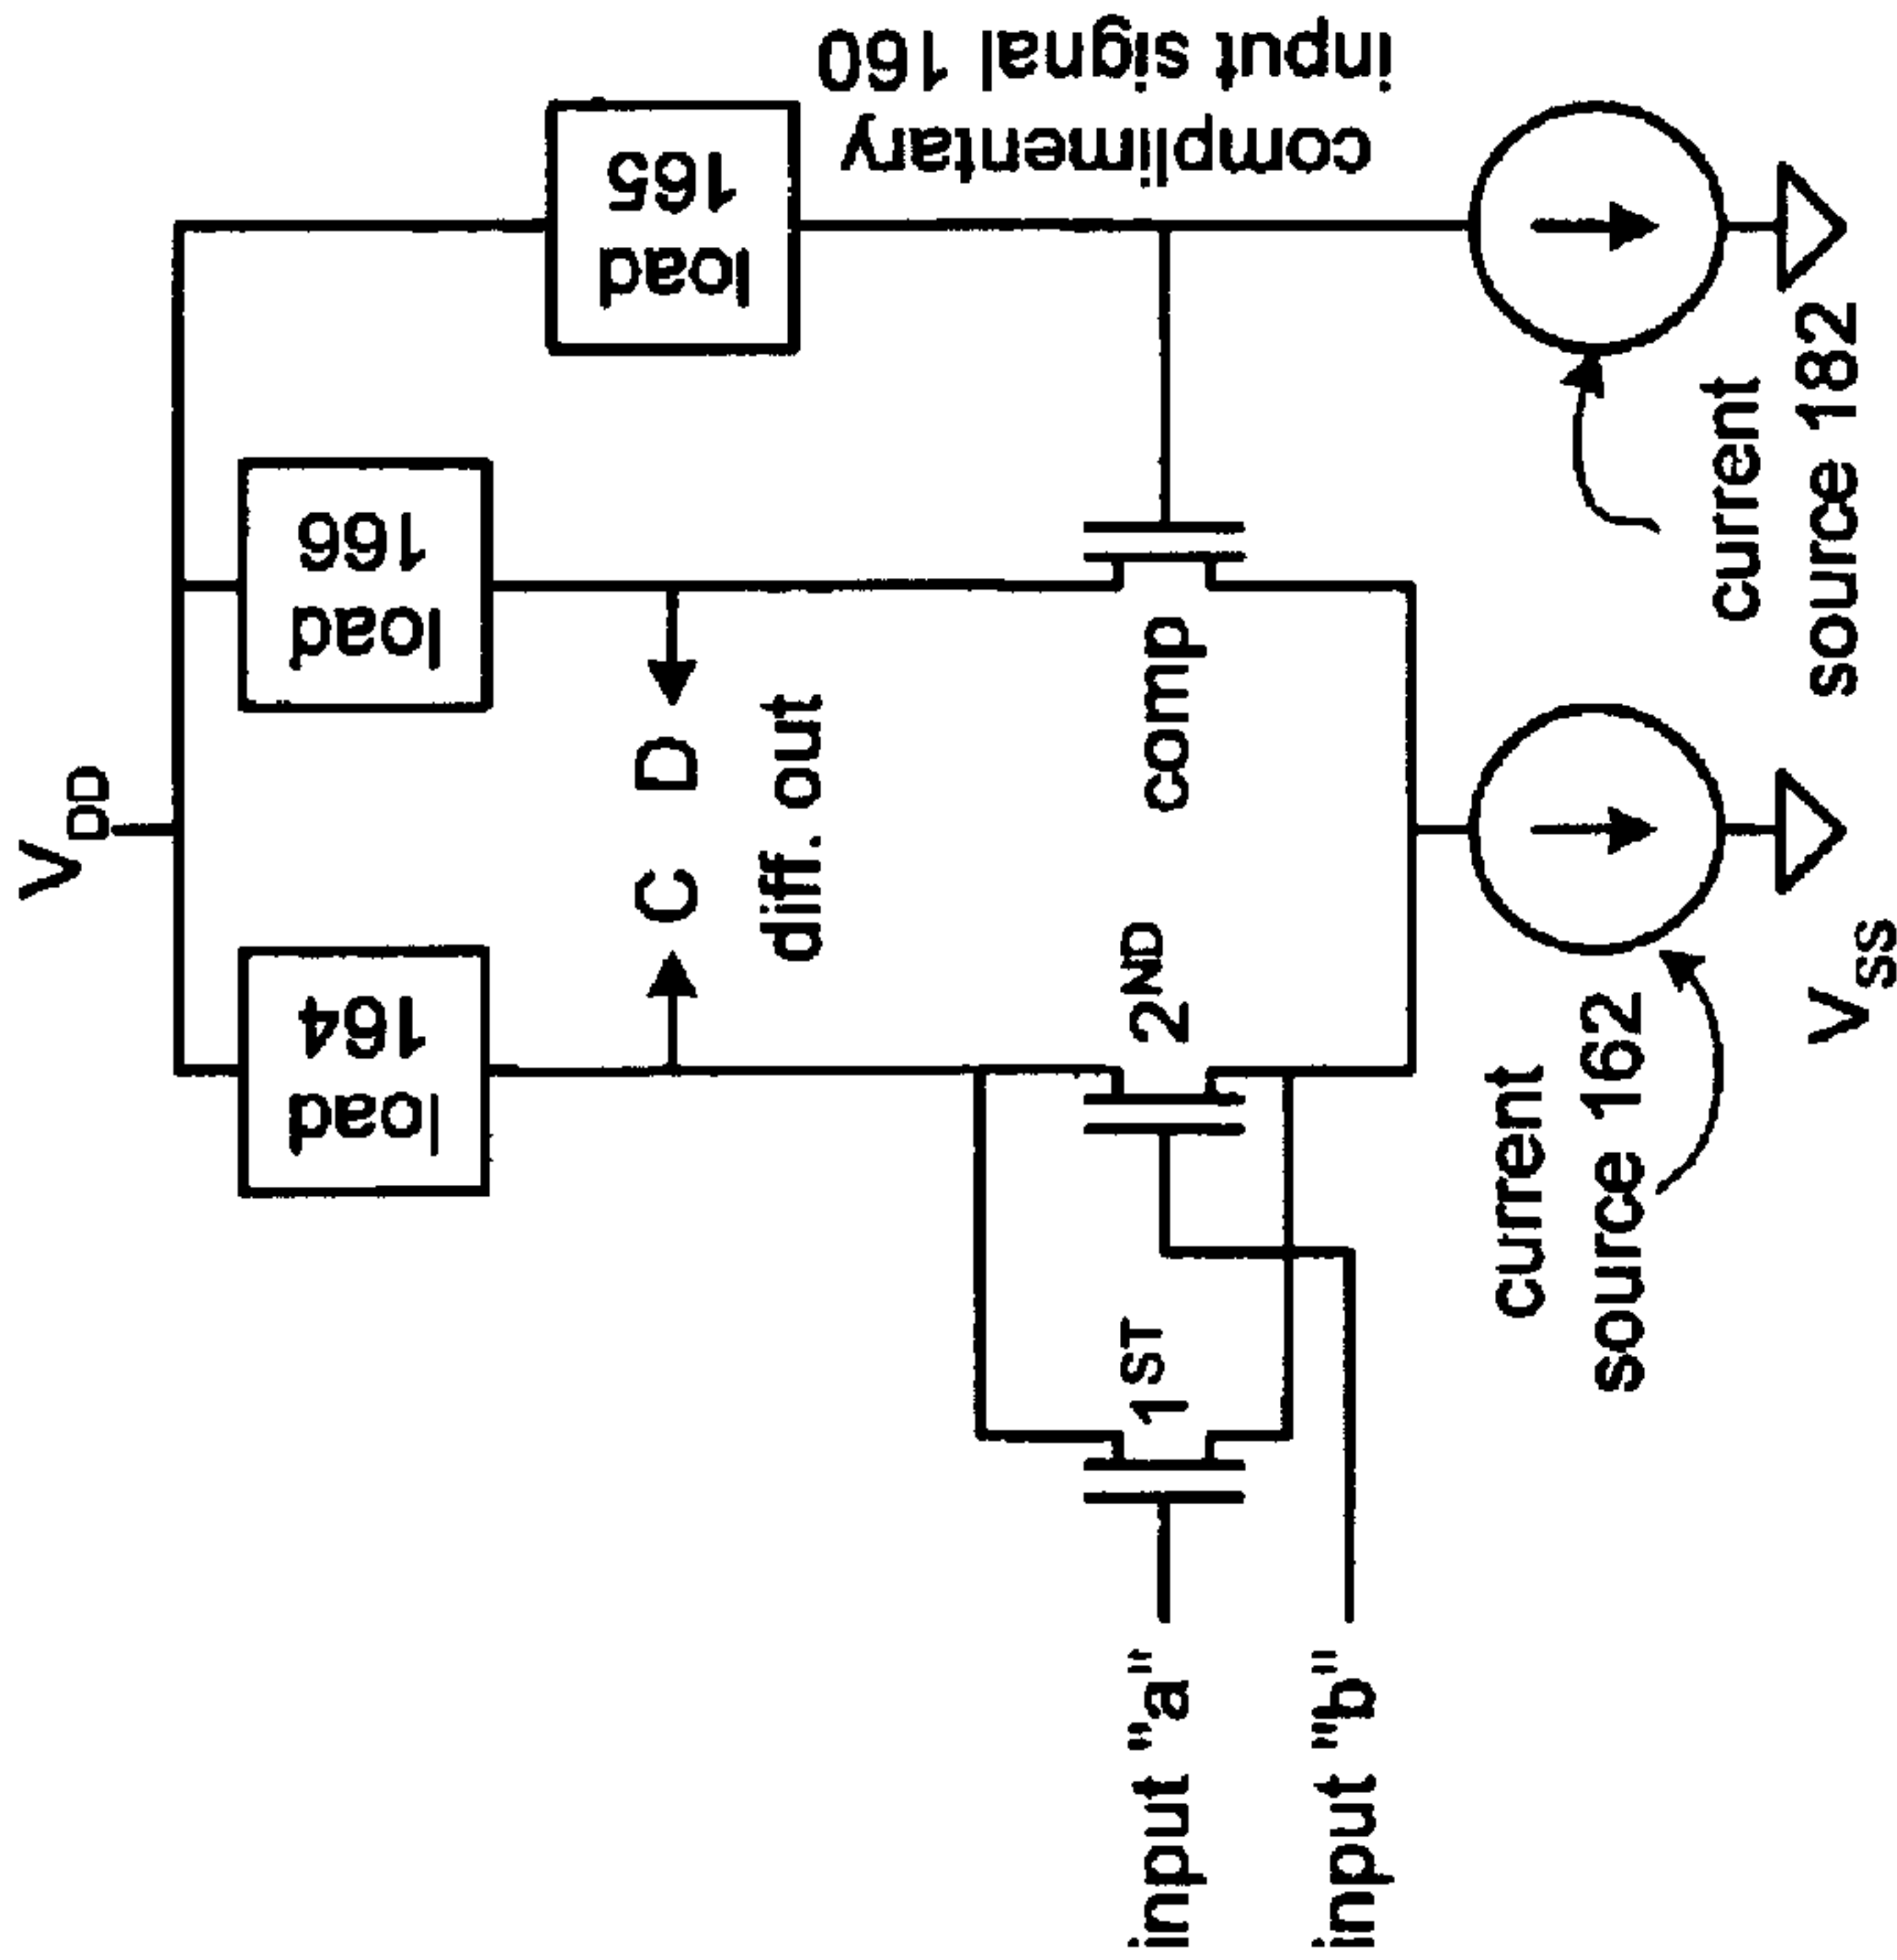 V_DD
load
164
load
166
load
165
C D
diff. out
complimentary
input signal 160
input "a"
input "b"
1ST
2ND
comp
current
source 162
current
source 182
V_SS